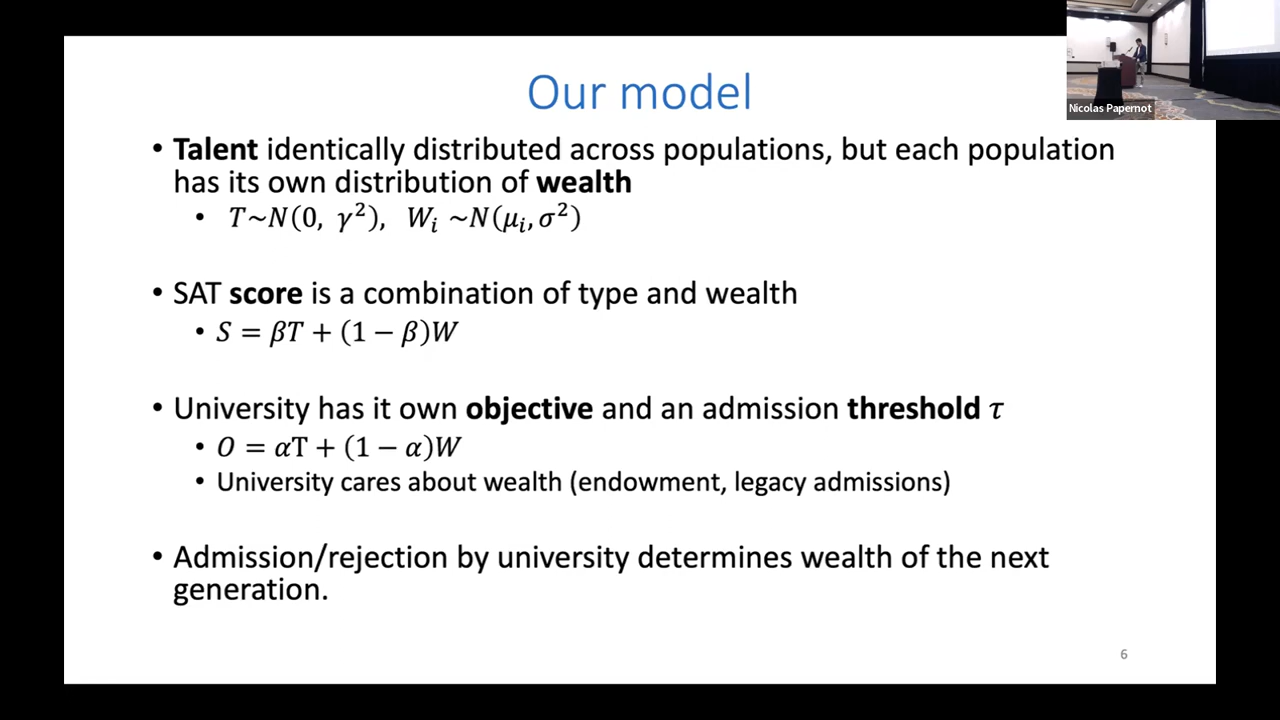 Our model
Nicolas Papernot
• Talent identically distributed across populations, but each population
has its own distribution of wealth
• T~N(0, γ²), Wᵢ ~N(μᵢ, σ²)
• SAT score is a combination of type and wealth
• S = βT + (1 − β)W
• University has it own objective and an admission threshold τ
• O = αT + (1 − α)W
• University cares about wealth (endowment, legacy admissions)
• Admission/rejection by university determines wealth of the next
generation.
6